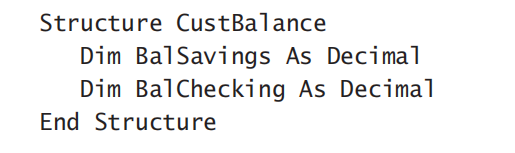 Structure CustBalance
Dim BalSavings As Decimal
Dim BalChecking As Decimal
End Structure